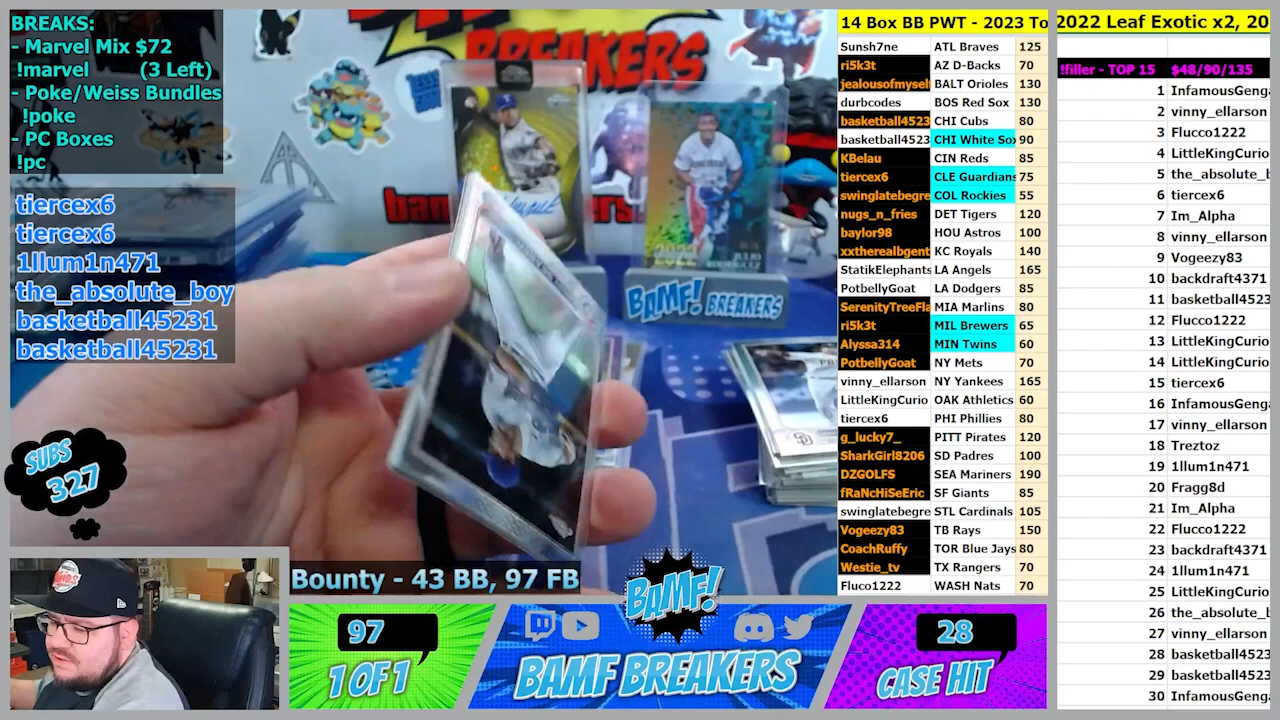 BREAKS:
- Marvel Mix $72
!marvel (3 Left)
- Poke/Weiss Bundles
!poke
- PC Boxes
!pc
tiercex6
tiercex6
1llum1n471
the_absolute_boy
basketball45231
basketball45231
SUBS
327
BREAKERS
BAMF! BREAKERS
Bounty - 43 BB, 97 FB
97
1 OF 1
BAMF!
BAMF BREAKERS
28
CASE HIT
14 Box BB PWT - 2023 To
Sunsh7ne ATL Braves 125
ri5k3t AZ D-Backs 70
jealousofmysel BALT Orioles 130
durbcodes BOS Red Sox 130
basketball4523 CHI Cubs 80
basketball4523 CHI White Sox 90
KBelau CIN Reds 85
tiercex6 CLE Guardians 75
swinglatebegre COL Rockies 55
nugs_n_fries DET Tigers 120
baylor98 HOU Astros 100
xxtherealbgent KC Royals 140
StatikElephants LA Angels 165
PotbellyGoat LA Dodgers 85
SerenityTreeFla MIA Marlins 80
ri5k3t MIL Brewers 65
Alyssa314 MIN Twins 60
PotbellyGoat NY Mets 70
vinny_ellarson NY Yankees 165
LittleKingCurio OAK Athletics 60
tiercex6 PHI Phillies 80
g_lucky7_ PITT Pirates 120
SharkGirl8206 SD Padres 100
DZGOLFS SEA Mariners 190
fRaNcHiSeEric SF Giants 85
swinglatebegre STL Cardinals 105
Vogeezy83 TB Rays 150
CoachRuffy TOR Blue Jays 80
Westie_tv TX Rangers 70
Fluco1222 WASH Nats 70
2022 Leaf Exotic x2, 20
!filler - TOP 15 $48/90/135
1 InfamousGenga
2 vinny_ellarson
3 Flucco1222
4 LittleKingCurio
5 the_absolute_b
6 tiercex6
7 Im_Alpha
8 vinny_ellarson
9 Vogeezy83
10 backdraft4371
11 basketball4523
12 Flucco1222
13 LittleKingCurio
14 LittleKingCurio
15 tiercex6
16 InfamousGenga
17 vinny_ellarson
18 Treztoz
19 1llum1n471
20 Fragg8d
21 Im_Alpha
22 Flucco1222
23 backdraft4371
24 1llum1n471
25 LittleKingCurio
26 the_absolute_b
27 vinny_ellarson
28 basketball4523
29 basketball4523
30 InfamousGenga